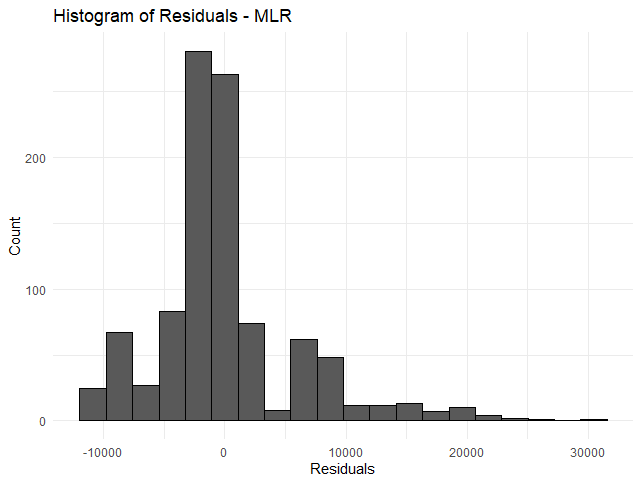 Histogram of Residuals - MLR
Count
200
100
0
-10000 0 10000 20000 30000
Residuals